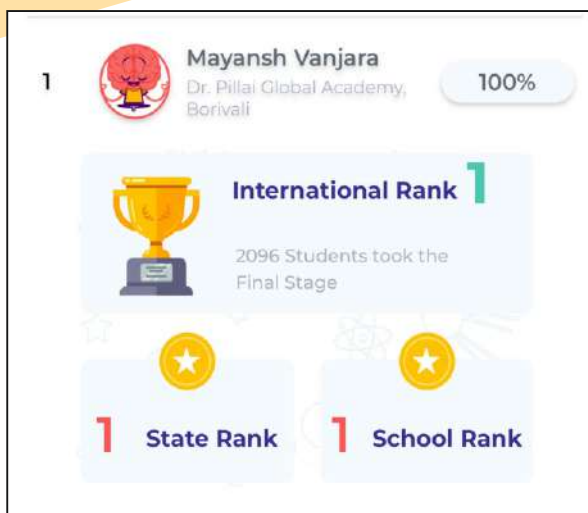 1
Mayansh Vanjara
Dr. Pillai Global Academy,
Borivali
100%
International Rank 1
2096 Students took the
Final Stage
1 State Rank
1 School Rank